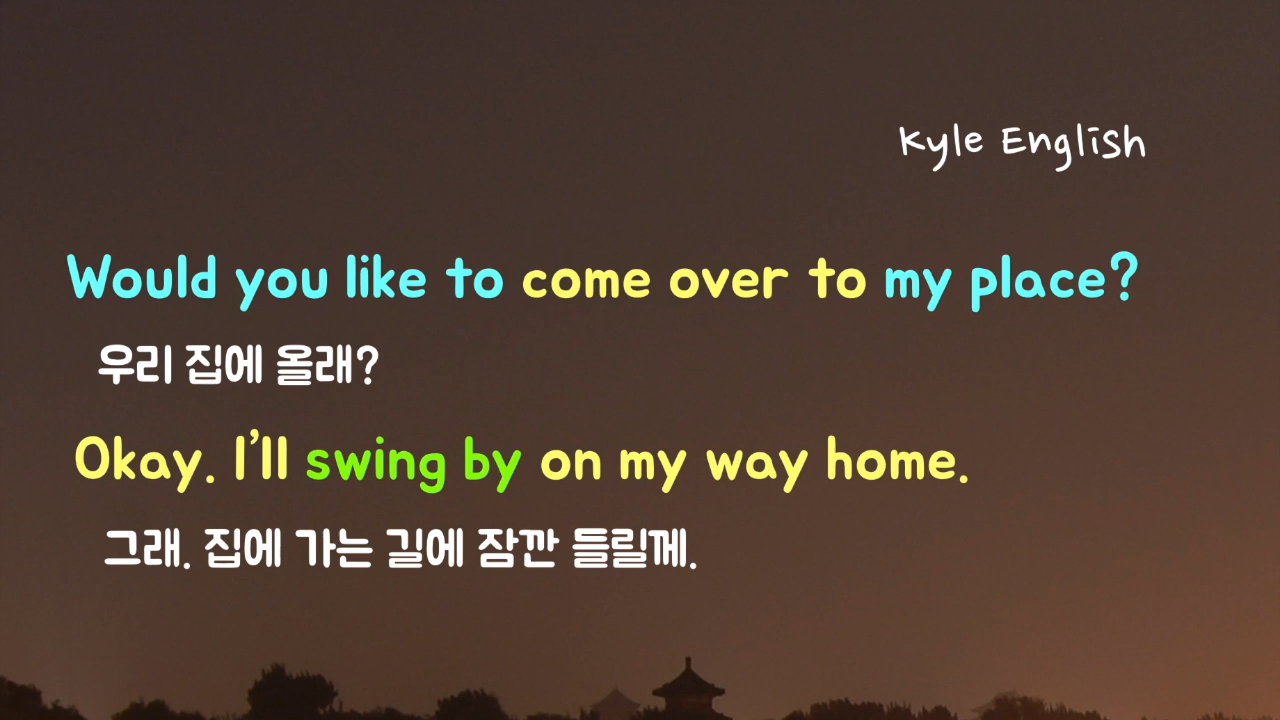 Kyle English
Would you like to come over to my place?
우리 집에 올래?
Okay. I'll swing by on my way home.
그래. 집에 가는 길에 잠깐 들릴께.